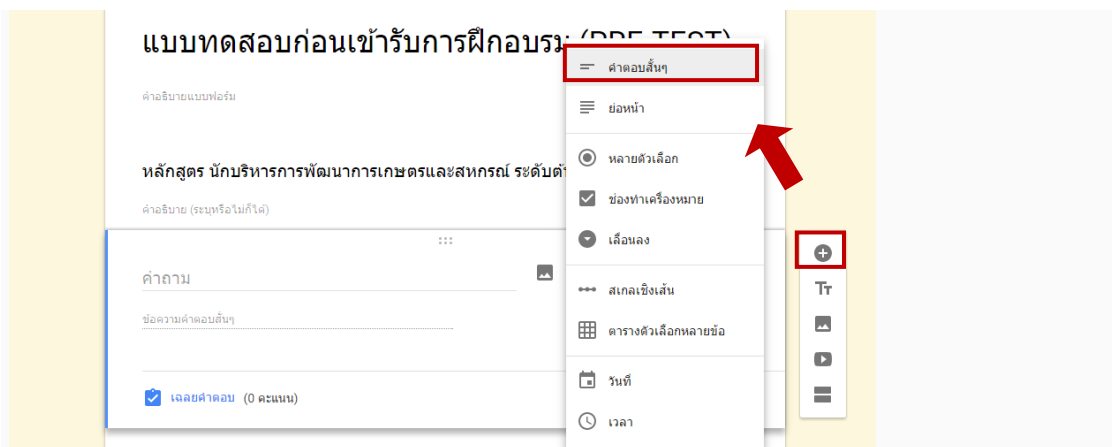 แบบทดสอบก่อนเข้ารับการฝึกอบรม (PRE TEST)
คำอธิบายแบบฟอร์ม
หลักสูตร นักบริหารการพัฒนาการเกษตรและสหกรณ์ ระดับต้
คำอธิบาย (ระบุหรือไม่ก็ได้)
คำถาม
ข้อความคำตอบสั้นๆ
เฉลยคำตอบ (0 คะแนน)
คำตอบสั้นๆ
ย่อหน้า
หลายตัวเลือก
ช่องทำเครื่องหมาย
เลื่อนลง
สเกลเชิงเส้น
ตารางตัวเลือกหลายข้อ
วันที่
เวลา
Tт